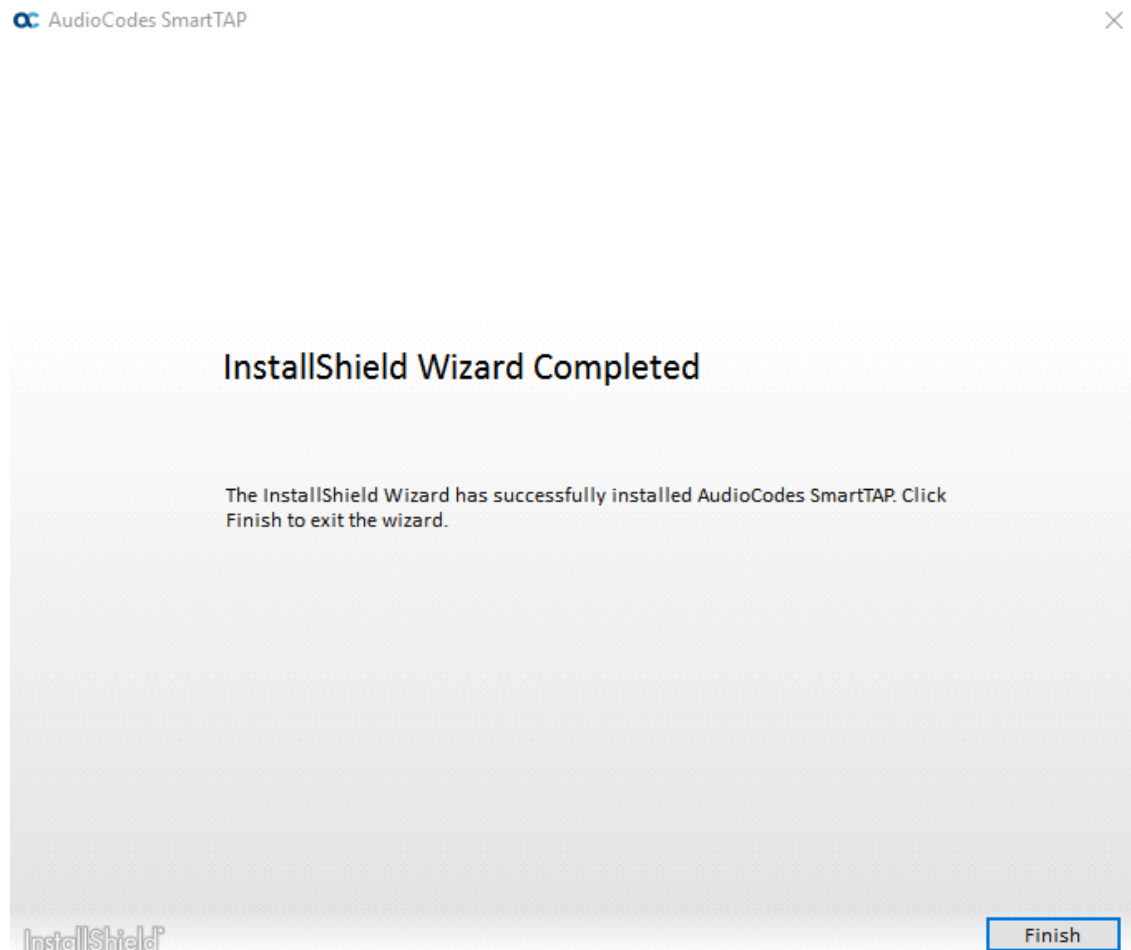 AudioCodes SmartTAP
InstallShield Wizard Completed
The InstallShield Wizard has successfully installed AudioCodes SmartTAP. Click
Finish to exit the wizard.
InstallShield
Finish